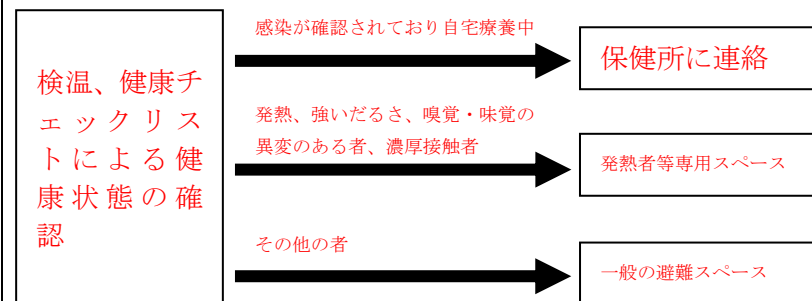 感染が確認されており自宅療養中
保健所に連絡
検温、健康チ
ェックリス
トによる健
康状態の確
認
発熱、強いだるさ、嗅覚・味覚の
異変のある者、濃厚接触者
発熱者等専用スペース
その他の者
一般の避難スペース